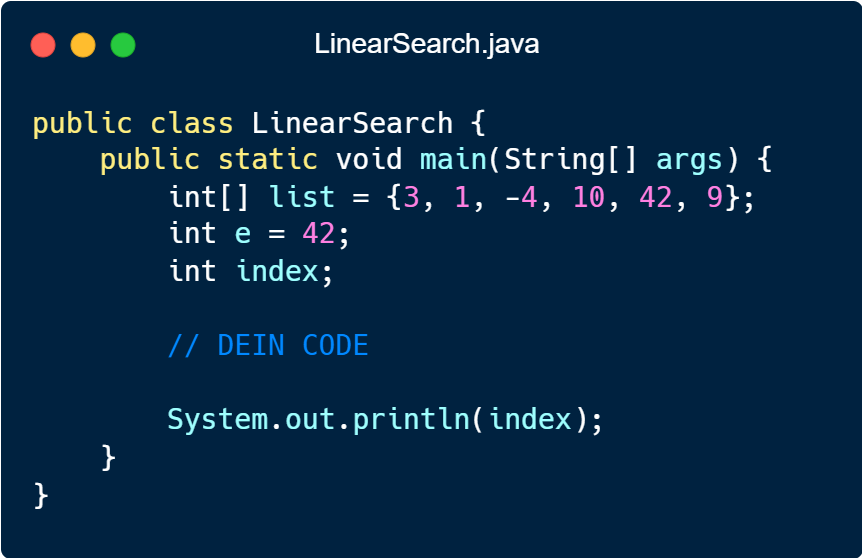 LinearSearch.java
public class LinearSearch {
    public static void main(String[] args) {
        int[] list = {3, 1, -4, 10, 42, 9};
        int e = 42;
        int index;

        // DEIN CODE

        System.out.println(index);
    }
}